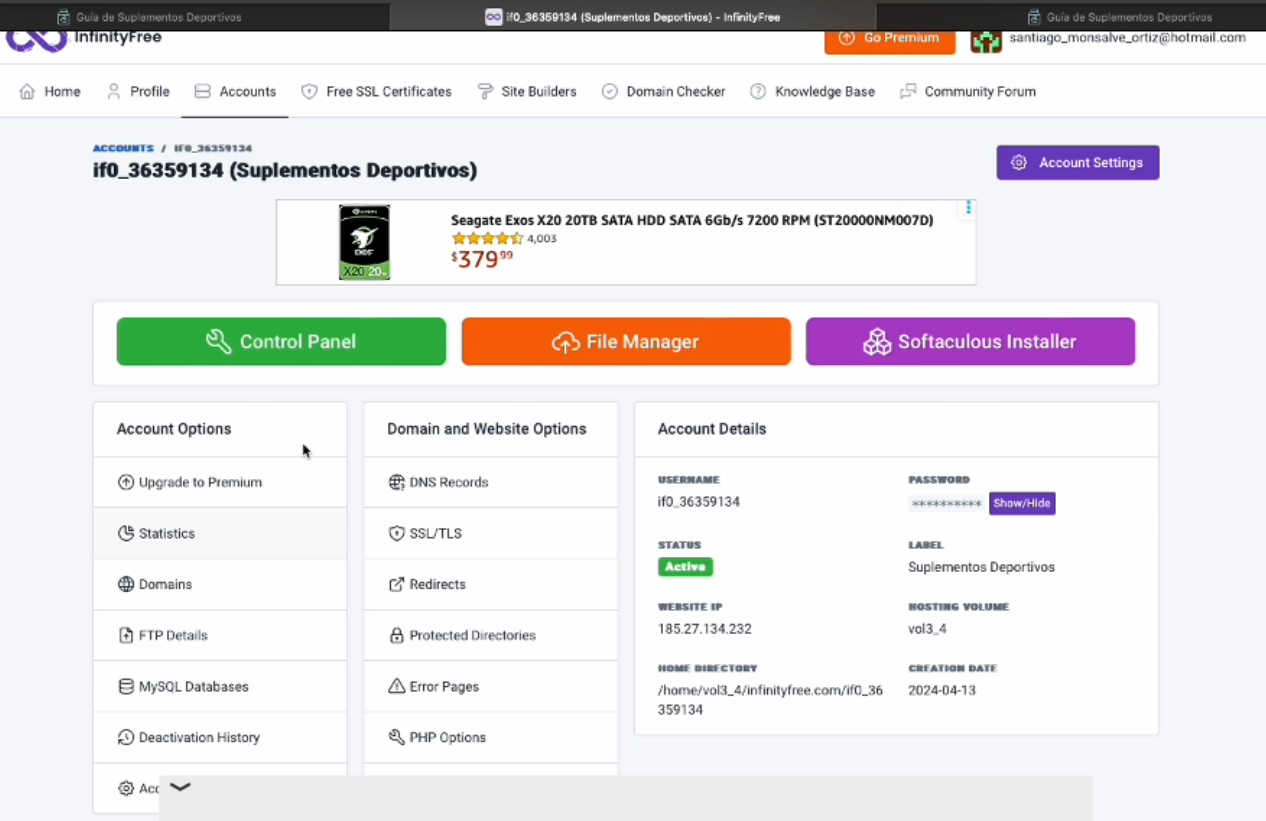 Guía de Suplementos Deportivos
if0_36359134 (Suplementos Deportivos) - InfinityFree
Guía de Suplementos Deportivos
InfinityFree
Go Premium
santiago_monsalve_ortiz@hotmail.com
Home
Profile
Accounts
Free SSL Certificates
Site Builders
Domain Checker
Knowledge Base
Community Forum
ACCOUNTS / IF0_36359134
if0_36359134 (Suplementos Deportivos)
Account Settings
Seagate Exos X20 20TB SATA HDD SATA 6Gb/s 7200 RPM (ST20000NM007D)
4,003
$379 99
EXOS
X20 20
Control Panel
File Manager
Softaculous Installer
Account Options
Upgrade to Premium
Statistics
Domains
FTP Details
MySQL Databases
Deactivation History
Acc
Domain and Website Options
DNS Records
SSL/TLS
Redirects
Protected Directories
Error Pages
PHP Options
Account Details
USERNAME
if0_36359134
PASSWORD
********** Show/Hide
STATUS
Active
LABEL
Suplementos Deportivos
WEBSITE IP
185.27.134.232
HOSTING VOLUME
vol3_4
HOME DIRECTORY
/home/vol3_4/infinityfree.com/if0_36
359134
CREATION DATE
2024-04-13